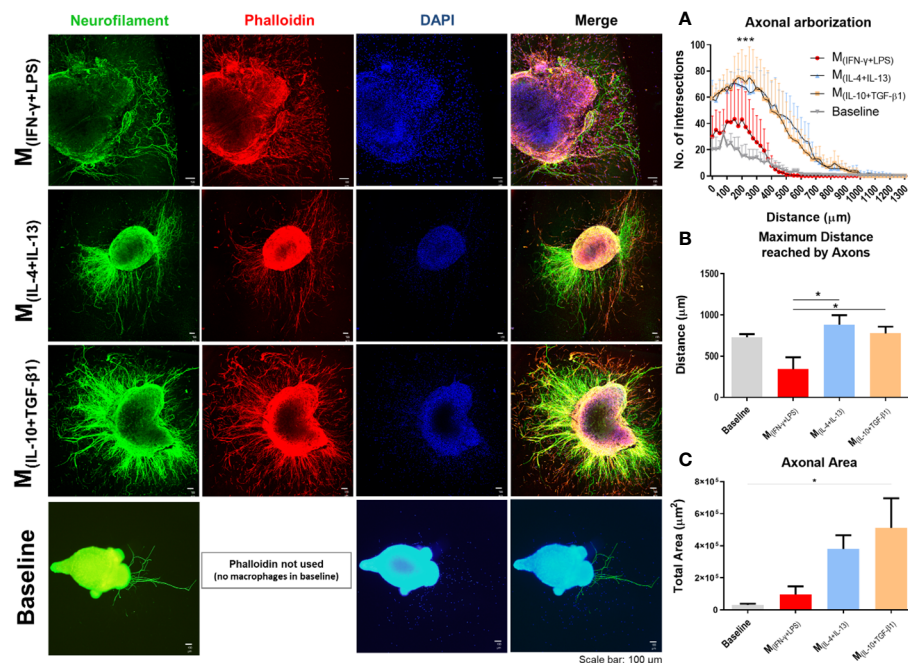 Neurofilament Phalloidin DAPI Merge
M(IFN-γ+LPS)
M(IL-4+IL-13)
M(IL-10+TGF-β1)
Baseline
Phalloidin not used
(no macrophages in baseline)
Scale bar: 100 µm
A
Axonal arborization
***
M(IFN-γ+LPS)
M(IL-4+IL-13)
M(IL-10+TGF-β1)
Baseline
No. of intersections
100
80
60
40
20
0
0 100 200 300 400 500 600 700 800 900 1000 1100 1200 1300
Distance (µm)
B
Maximum Distance
reached by Axons
Distance (µm)
1500
1000
500
0
*
*
Baseline
M(IFN-γ+LPS)
M(IL-4+IL-13)
M(IL-10+TGF-β1)
C
Axonal Area
Total Area (µm²)
8×10⁵
6×10⁵
4×10⁵
2×10⁵
0
*
Baseline
M(IFN-γ+LPS)
M(IL-4+IL-13)
M(IL-10+TGF-β1)